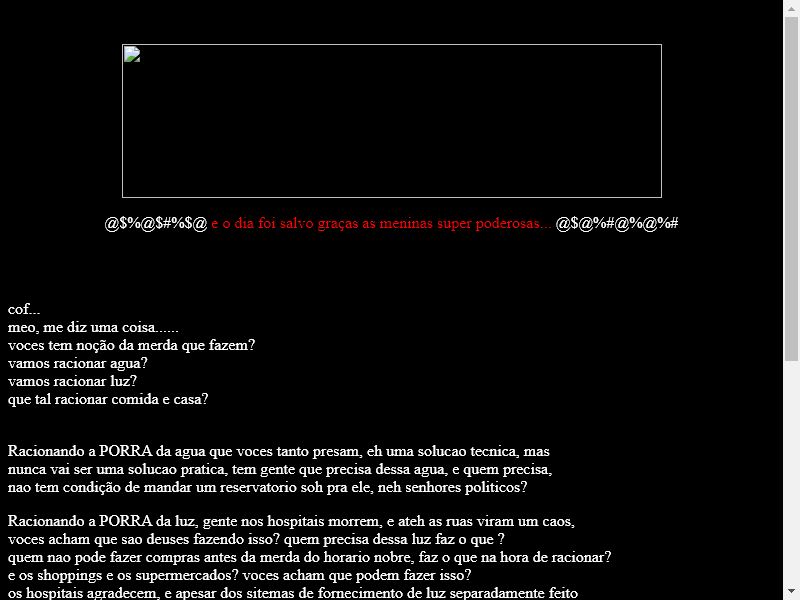 @$%@$#%$@ e o dia foi salvo graças as meninas super poderosas... @$@%#@%@%#
cof...
meo, me diz uma coisa......
voces tem noção da merda que fazem?
vamos racionar agua?
vamos racionar luz?
que tal racionar comida e casa?
Racionando a PORRA da agua que voces tanto presam, eh uma solucao tecnica, mas
nunca vai ser uma solucao pratica, tem gente que precisa dessa agua, e quem precisa,
nao tem condição de mandar um reservatorio soh pra ele, neh senhores politicos?
Racionando a PORRA da luz, gente nos hospitais morrem, e ateh as ruas viram um caos,
voces acham que sao deuses fazendo isso? quem precisa dessa luz faz o que ?
quem nao pode fazer compras antes da merda do horario nobre, faz o que na hora de racionar?
e os shoppings e os supermercados? voces acham que podem fazer isso?
os hospitais agradecem, e apesar dos sitemas de fornecimento de luz separadamente feito